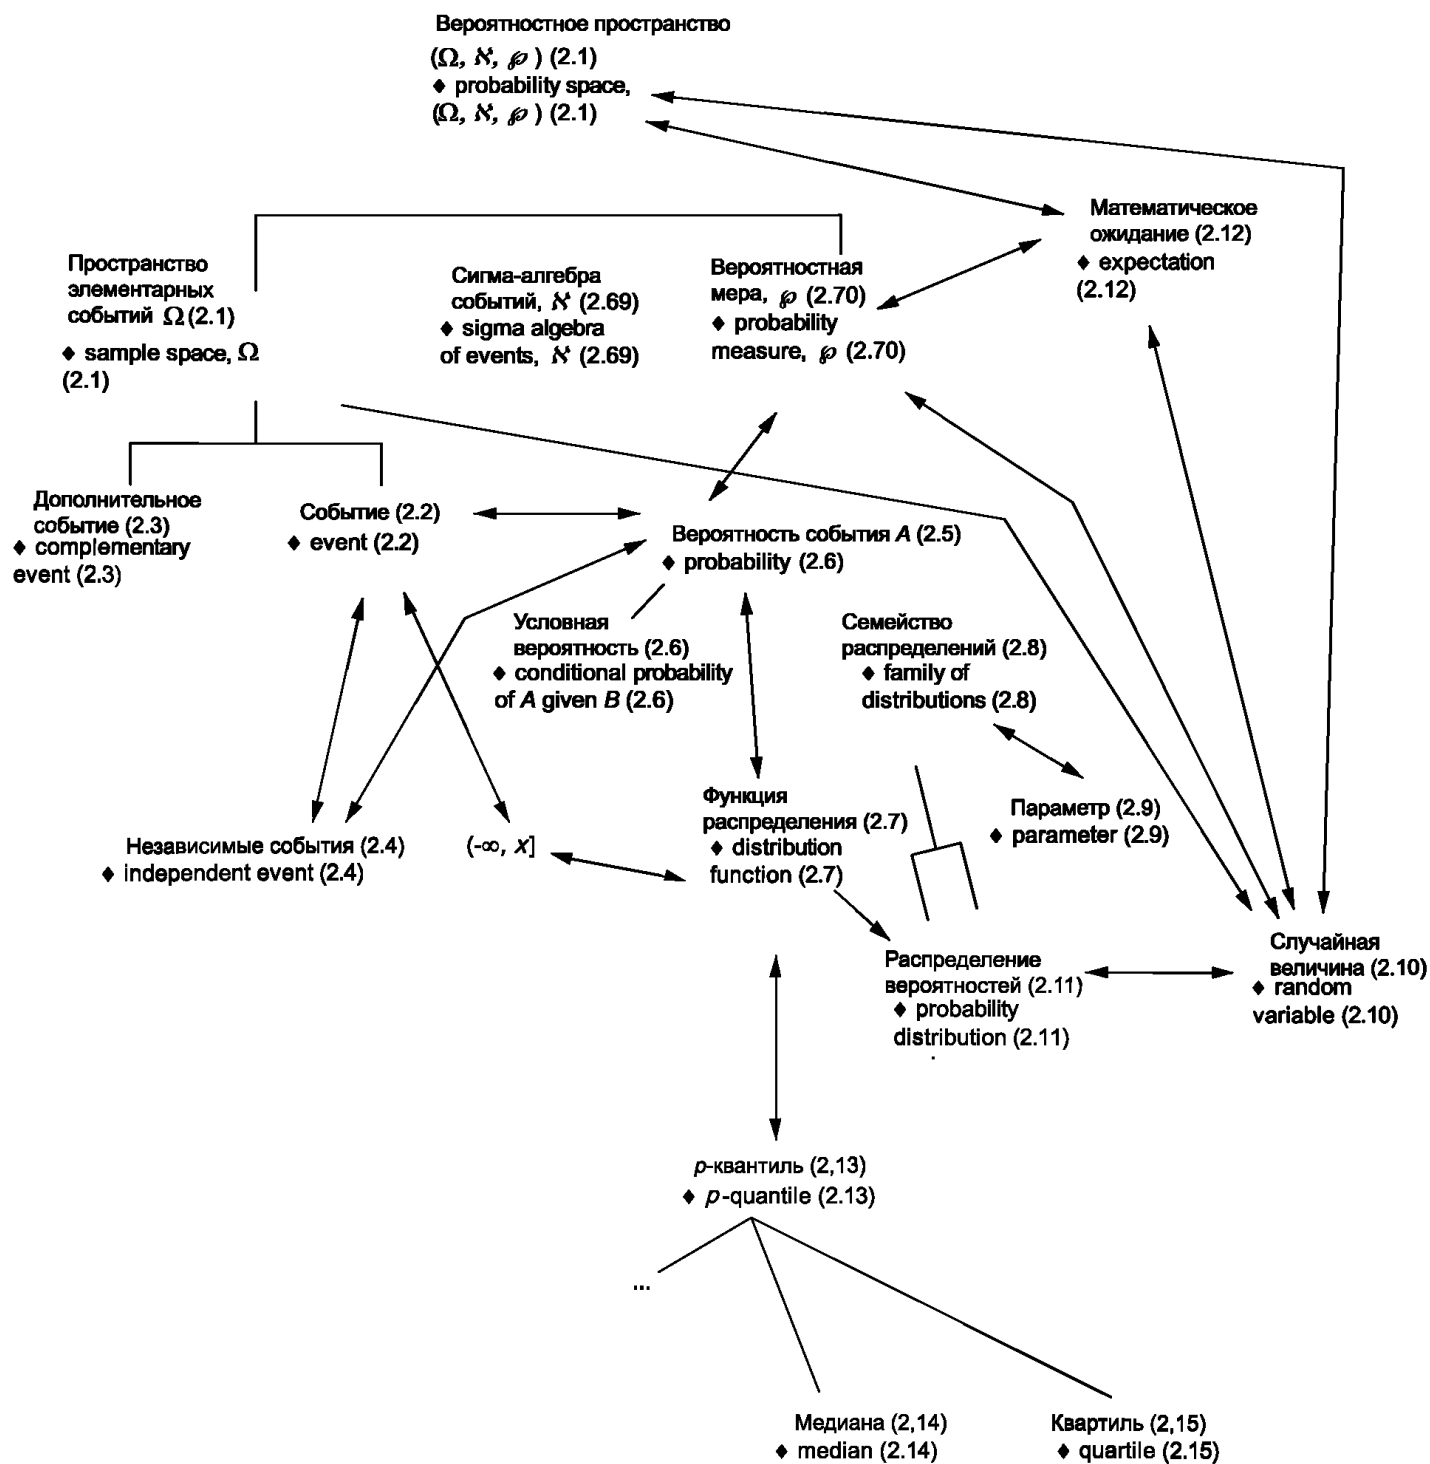 Вероятностное пространство
(Ω, ℵ, ℘ ) (2.1)
♦ probability space,
(Ω, ℵ, ℘ ) (2.1)
Математическое
ожидание (2.12)
♦ expectation
(2.12)
Пространство
элементарных
событий Ω (2.1)
♦ sample space, Ω
(2.1)
Сигма-алгебра
событий, ℵ (2.69)
♦ sigma algebra
of events, ℵ (2.69)
Вероятностная
мера, ℘ (2.70)
♦ probability
measure, ℘ (2.70)
Дополнительное
событие (2.3)
♦ complementary
event (2.3)
Событие (2.2)
♦ event (2.2)
Вероятность события A (2.5)
♦ probability (2.6)
Условная
вероятность (2.6)
♦ conditional probability
of A given B (2.6)
Семейство
распределений (2.8)
♦ family of
distributions (2.8)
Независимые события (2.4)
♦ independent event (2.4)
(-∞, x]
Функция
распределения (2.7)
♦ distribution
function (2.7)
Параметр (2.9)
♦ parameter (2.9)
Распределение
вероятностей (2.11)
♦ probability
distribution (2.11)
Случайная
величина (2.10)
♦ random
variable (2.10)
p-квантиль (2,13)
♦ p-quantile (2.13)
...
Медиана (2,14)
♦ median (2.14)
Квартиль (2,15)
♦ quartile (2.15)